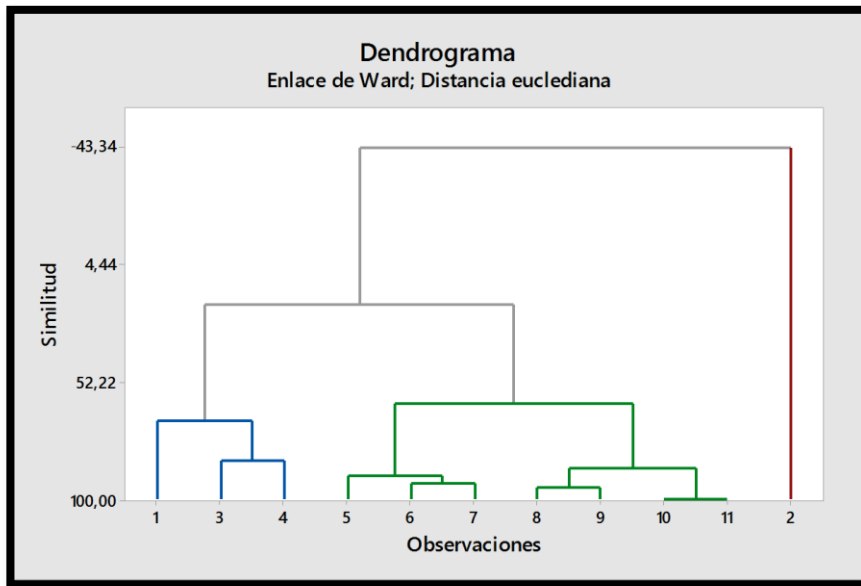 Dendrograma
Enlace de Ward; Distancia euclediana
-43,34
4,44
52,22
100,00
Similitud
1 3 4 5 6 7 8 9 10 11 2
Observaciones